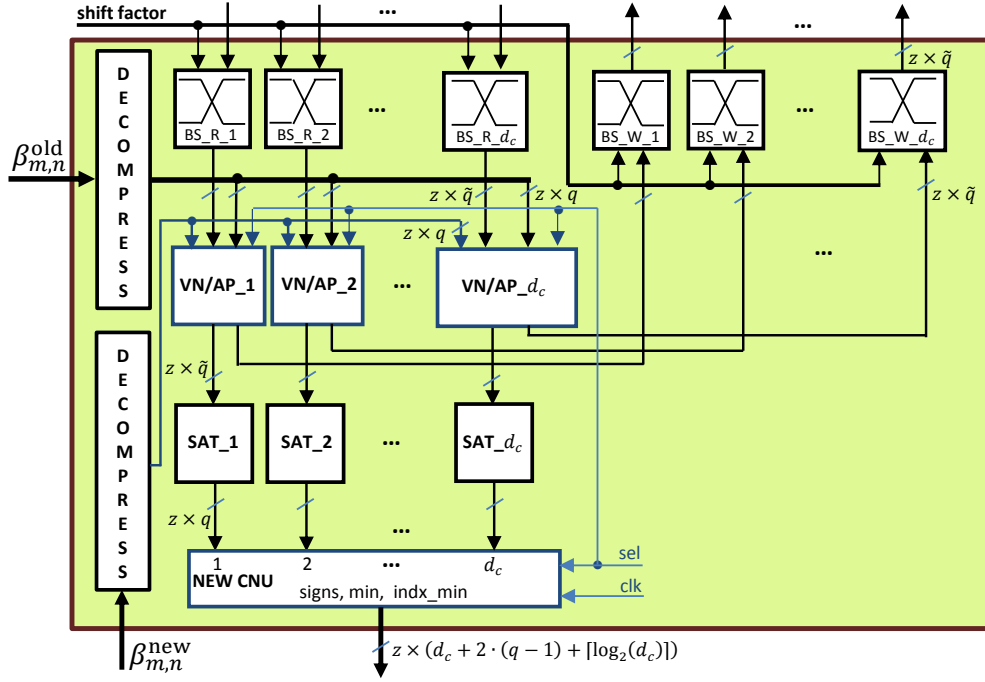 shift factor
...
...
DECOMPRESS
BS_R_1
BS_R_2
...
BS_R_d_c
BS_W_1
BS_W_2
...
BS_W_d_c
z × q̃
β_{m,n}^{old}
z × q̃
z × q
z × q̃
z × q
VN/AP_1
VN/AP_2
...
VN/AP_d_c
...
DECOMPRESS
z × q̃
SAT_1
SAT_2
...
SAT_d_c
z × q
...
1
2
...
d_c
sel
NEW CNU
signs, min, indx_min
clk
β_{m,n}^{new}
z × (d_c + 2 · (q − 1) + ⌈log_2(d_c)⌉)